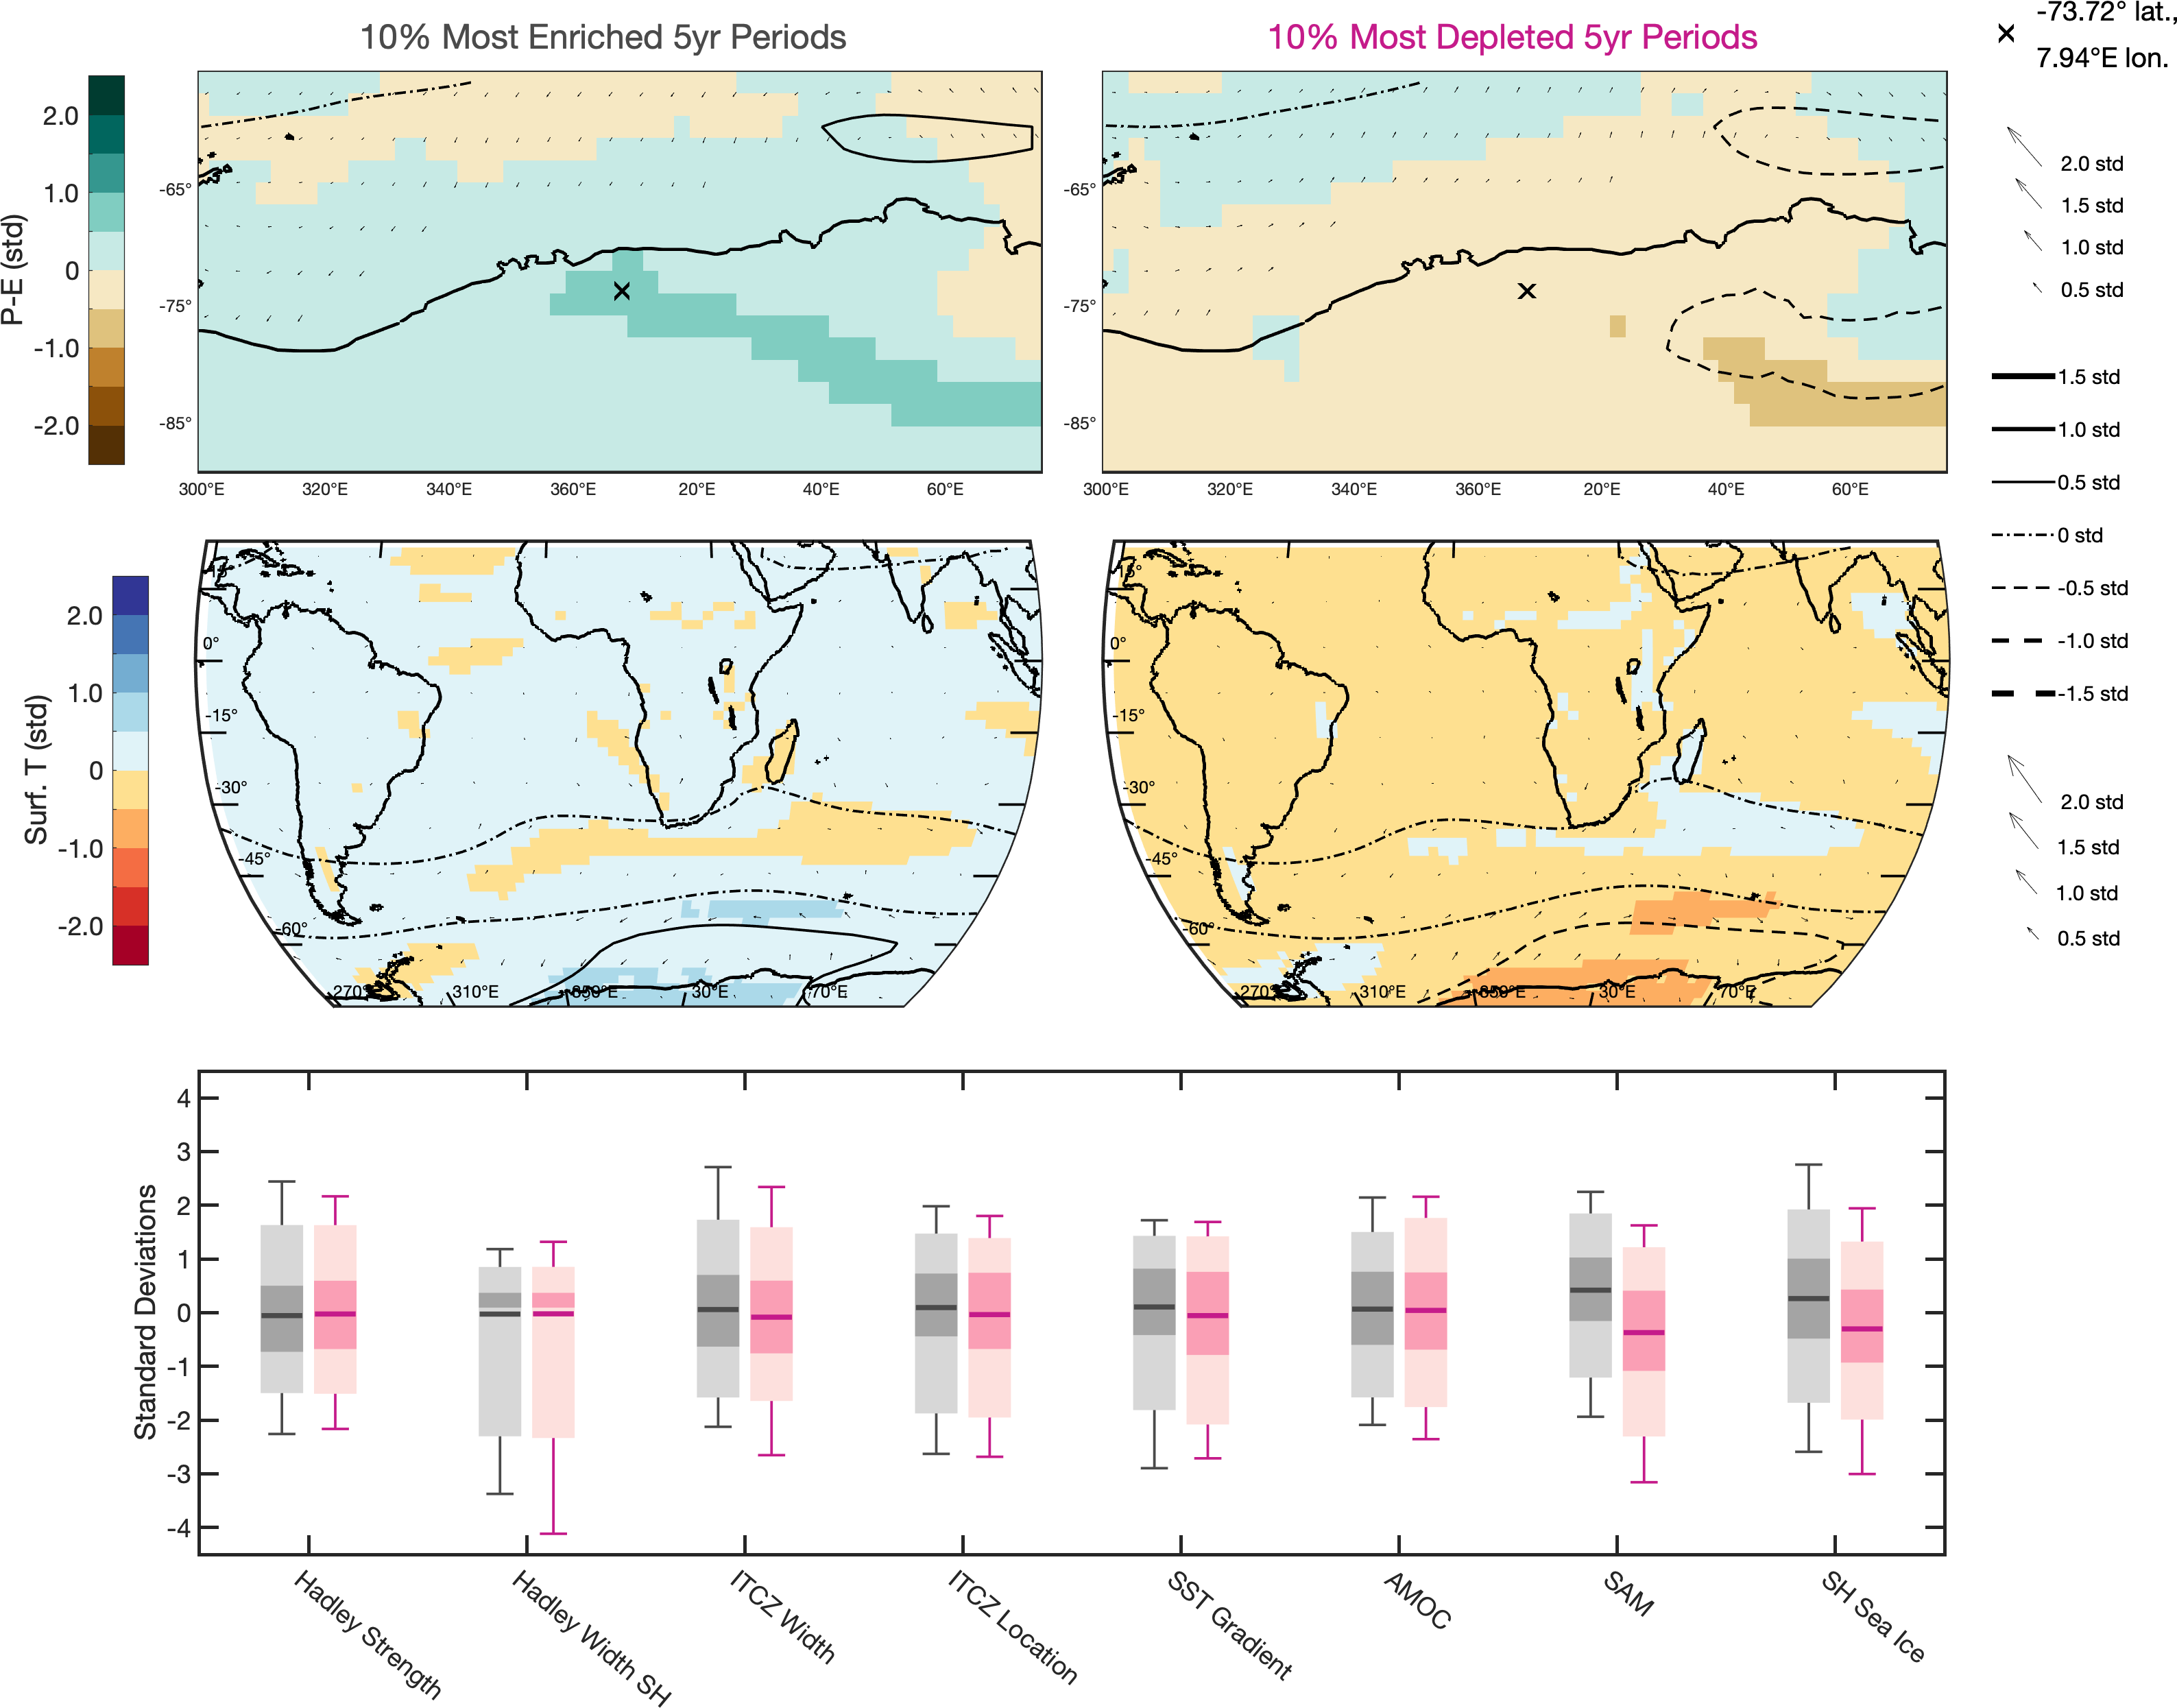 10% Most Enriched 5yr Periods
10% Most Depleted 5yr Periods
-73.72° lat.,
7.94°E lon.
P-E (std)
2.0
1.0
0
-1.0
-2.0
-65°
-75°
-85°
300°E 320°E 340°E 360°E 20°E 40°E 60°E
-65°
-75°
-85°
300°E 320°E 340°E 360°E 20°E 40°E 60°E
2.0 std
1.5 std
1.0 std
0.5 std
1.5 std
1.0 std
0.5 std
0 std
-0.5 std
-1.0 std
-1.5 std
Surf. T (std)
2.0
1.0
0
-1.0
-2.0
15°
0°
-15°
-30°
-45°
-60°
270° 310°E 350°E 30°E 70°E
15°
0°
-15°
-30°
-45°
-60°
270° 310°E 350°E 30°E 70°E
2.0 std
1.5 std
1.0 std
0.5 std
Standard Deviations
4
3
2
1
0
-1
-2
-3
-4
Hadley Strength
Hadley Width SH
ITCZ Width
ITCZ Location
SST Gradient
AMOC
SAM
SH Sea Ice